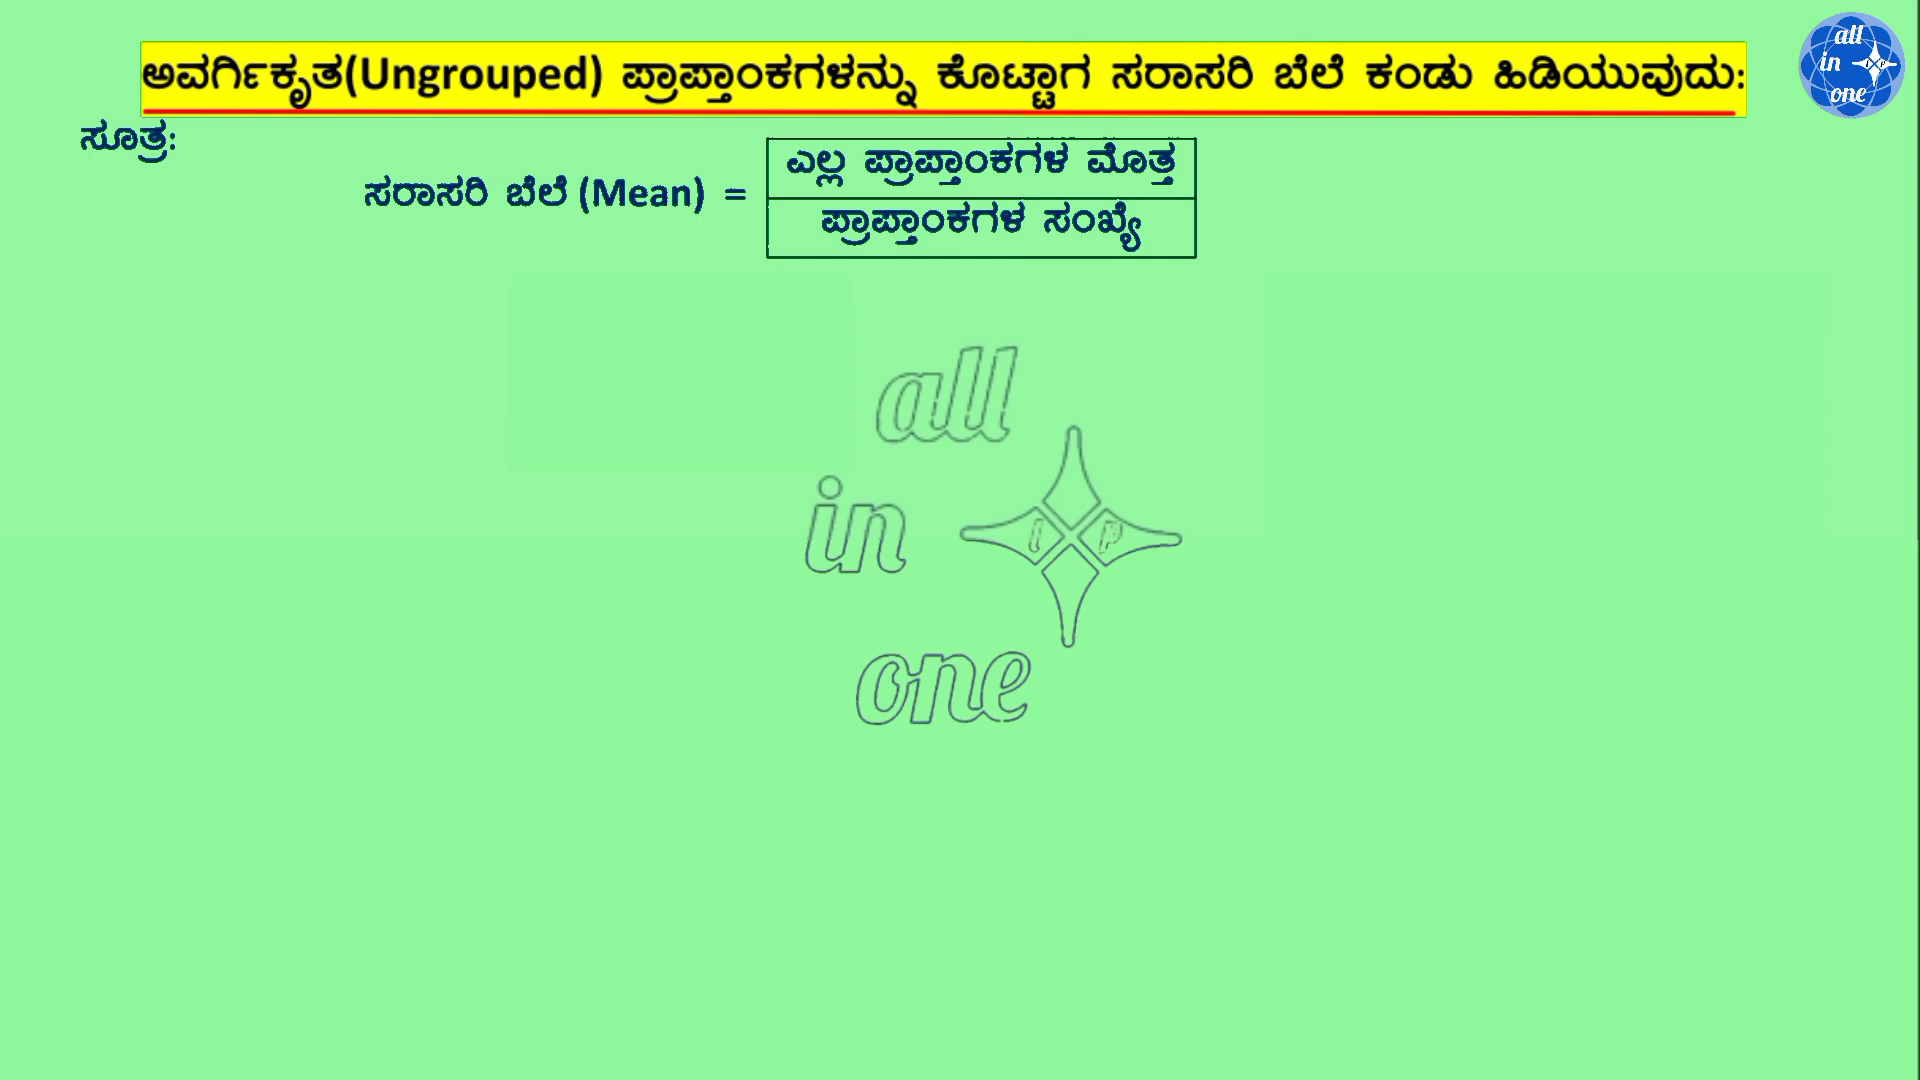 ಅವರ್ಗಿಕೃತ(Ungrouped) ಪ್ರಾಪ್ತಾಂಕಗಳನ್ನು ಕೊಟ್ಟಾಗ ಸರಾಸರಿ ಬೆಲೆ ಕಂಡು ಹಿಡಿಯುವುದು:
all
in
one
ಸೂತ್ರ:
ಸರಾಸರಿ ಬೆಲೆ (Mean) =
ಎಲ್ಲ ಪ್ರಾಪ್ತಾಂಕಗಳ ಮೊತ್ತ
ಪ್ರಾಪ್ತಾಂಕಗಳ ಸಂಖ್ಯೆ
all
in
I P
one